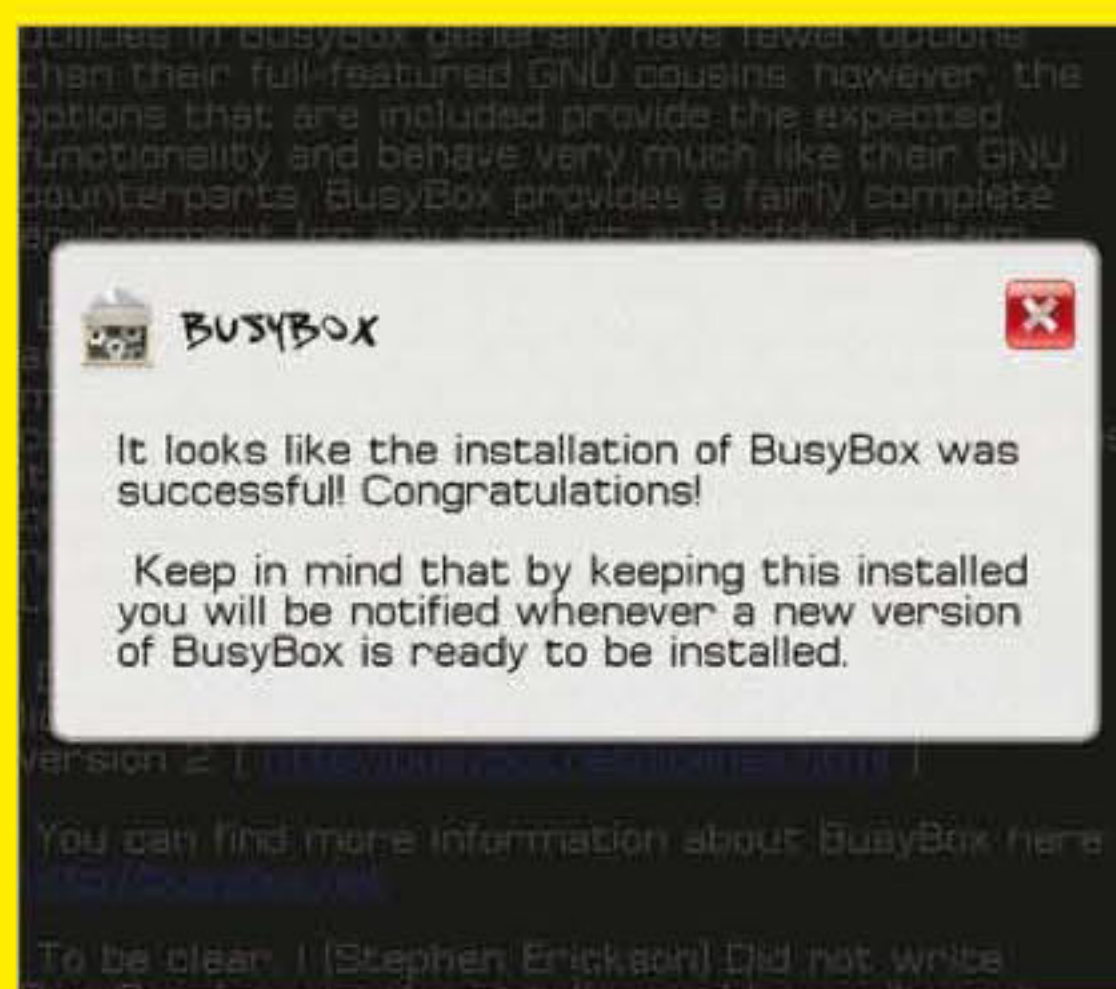 utilities in BusyBox generally have fewer options
than their full-featured GNU cousins; however, the
options that are included provide the expected
functionality and behave very much like their GNU
counterparts. BusyBox provides a fairly complete
BUSYBOX
It looks like the installation of BusyBox was
successful! Congratulations!
Keep in mind that by keeping this installed
you will be notified whenever a new version
of BusyBox is ready to be installed.
version 2 [
You can find more information about BusyBox here
To be clear, I (Stephen Erickson) Did not write